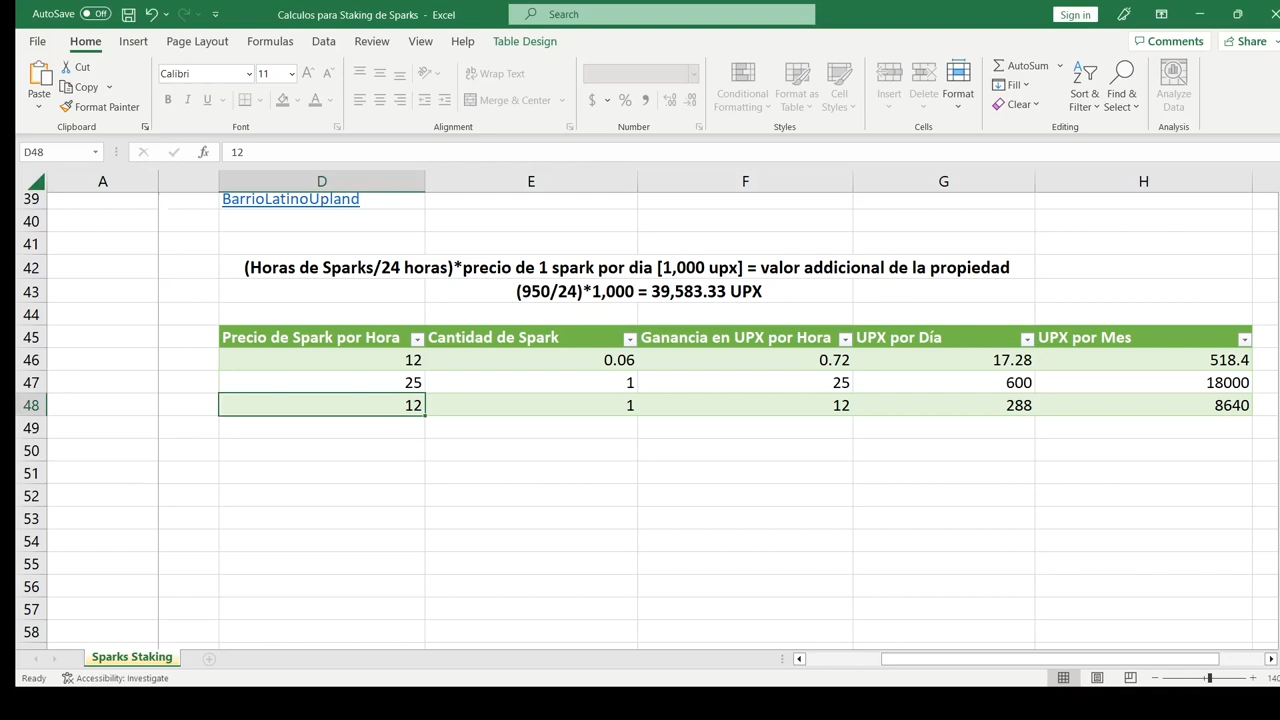 AutoSave Off Calculos para Staking de Sparks - Excel Search Sign in
File Home Insert Page Layout Formulas Data Review View Help Table Design Comments Share
Paste Cut Copy Format Painter Clipboard
Calibri 11 A A B I U A Font
Wrap Text Merge & Center Alignment
$ % , Number
Conditional Formatting Format as Table Cell Styles Styles
Insert Delete Format Cells
AutoSum Fill Clear Sort & Filter Find & Select Editing
Analyze Data Analysis
D48 fx 12
A D E F G H
39 BarrioLatinoUpland
40
41
42 (Horas de Sparks/24 horas)*precio de 1 spark por dia [1,000 upx] = valor addicional de la propiedad
43 (950/24)*1,000 = 39,583.33 UPX
44
45 Precio de Spark por Hora Cantidad de Spark Ganancia en UPX por Hora UPX por Día UPX por Mes
46 12 0.06 0.72 17.28 518.4
47 25 1 25 600 18000
48 12 1 12 288 8640
49
50
51
52
53
54
55
56
57
58
Sparks Staking
Ready Accessibility: Investigate